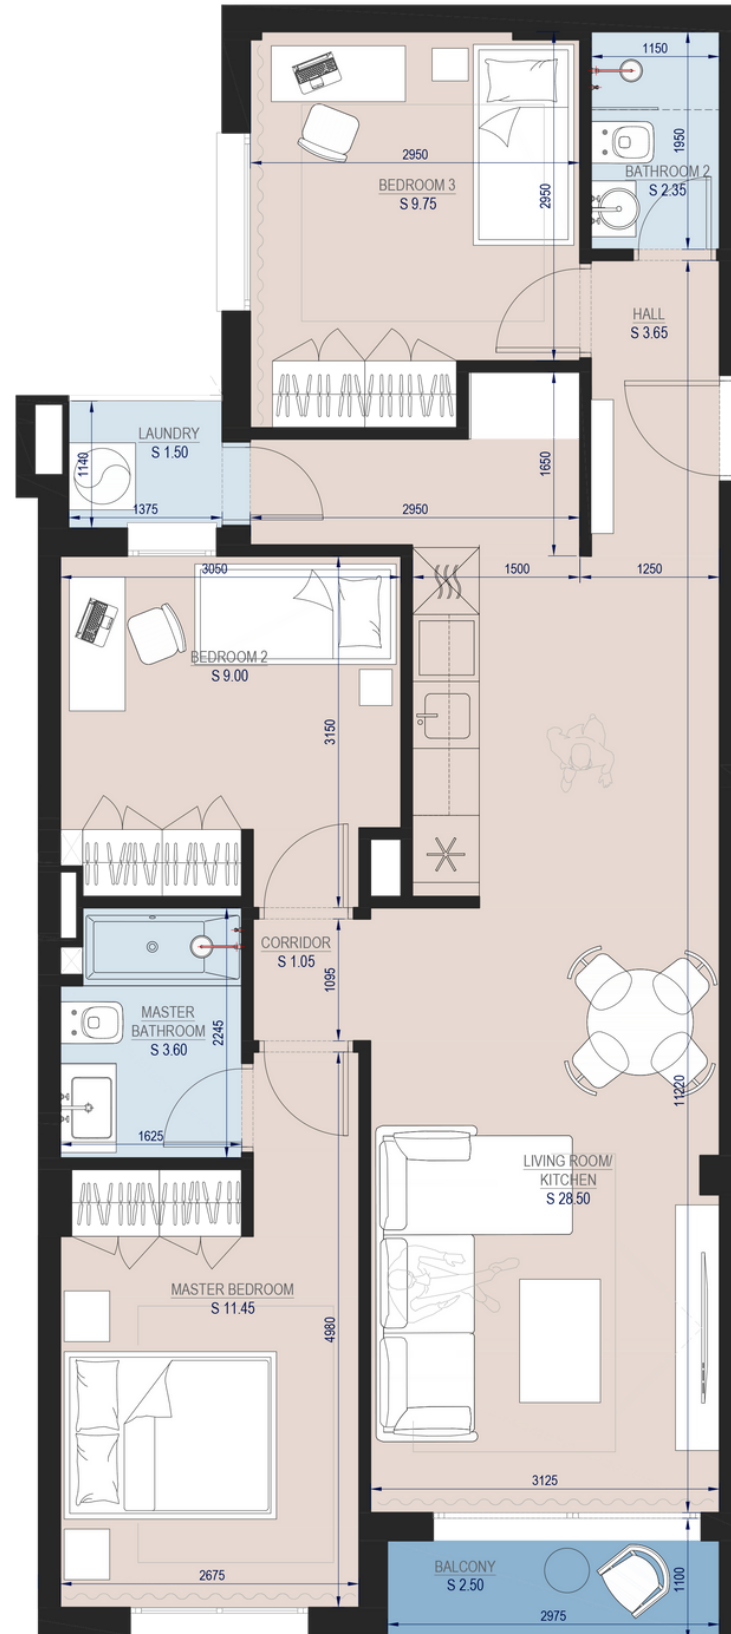 1150
1950
BATHROOM 2
S 2.35
2950
BEDROOM 3
S 9.75
2950
HALL
S 3.65
LAUNDRY
S 1.50
1140
1375
2950
1650
3050
1500
1250
BEDROOM 2
S 9.00
3150
CORRIDOR
S 1.05
1095
MASTER
BATHROOM
S 3.60
2245
1625
11220
LIVING ROOM/
KITCHEN
S 28.50
MASTER BEDROOM
S 11.45
4980
3125
2675
BALCONY
S 2.50
1100
2975